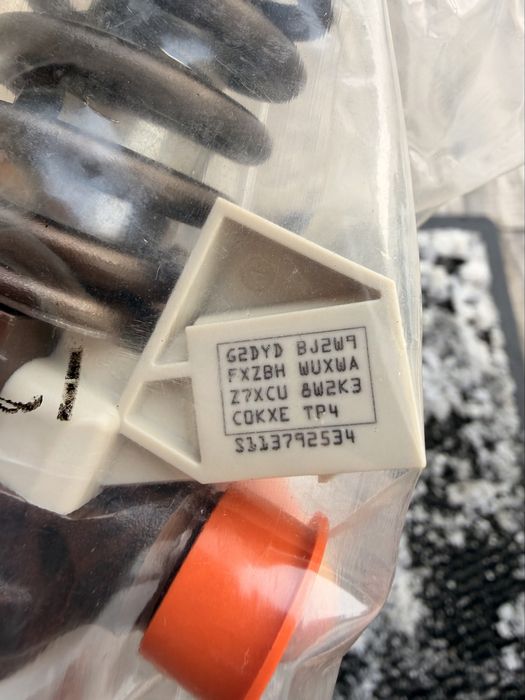 G2DYD BJ2W9
FXZBH WUXWA
Z7XCU 8W2K3
COKXE TP4
S113792534